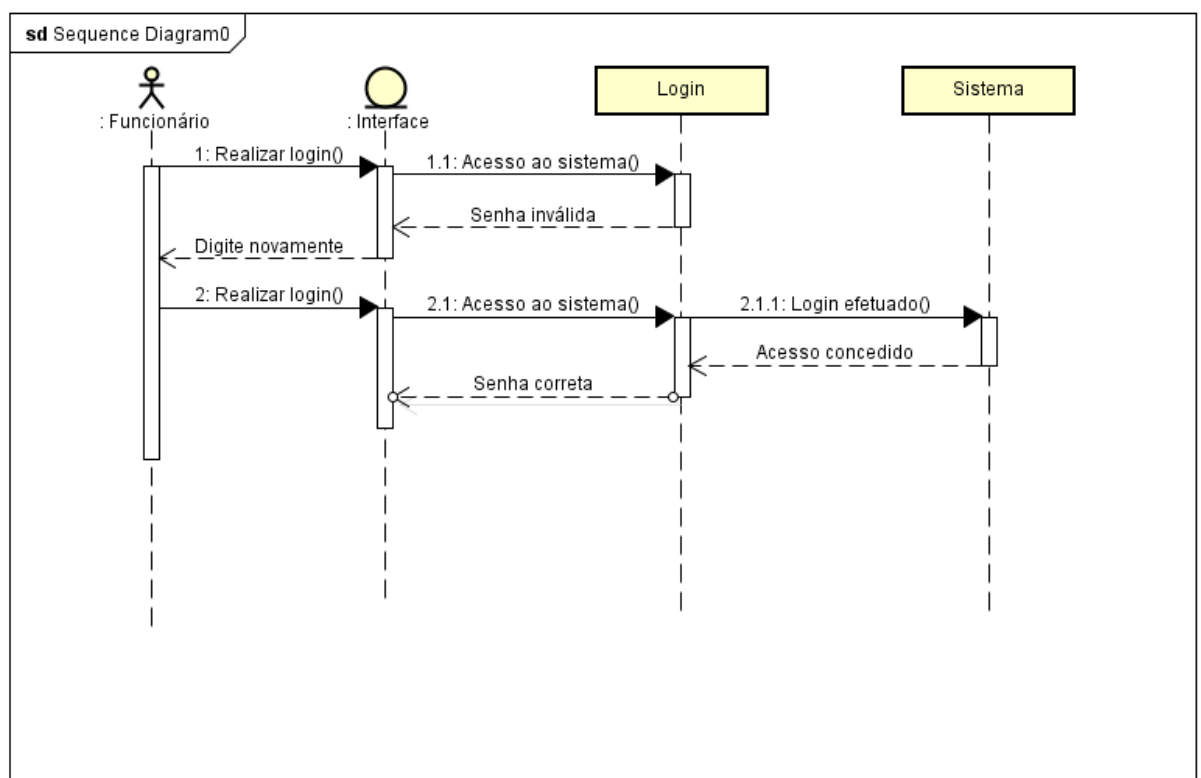 sd Sequence Diagram0
: Funcionário
: Interface
Login
Sistema
1: Realizar login()
1.1: Acesso ao sistema()
Senha inválida
Digite novamente
2: Realizar login()
2.1: Acesso ao sistema()
2.1.1: Login efetuado()
Acesso concedido
Senha correta